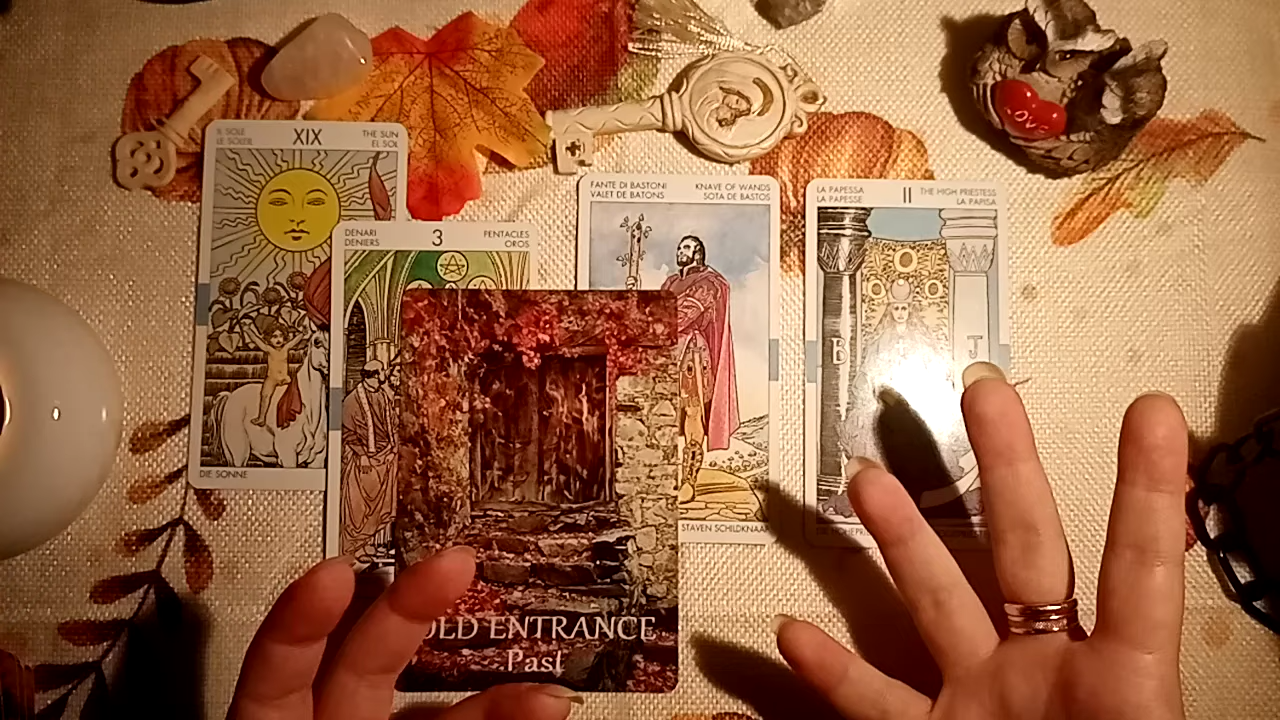 IL SOLE
LE SOLEIL
XIX
THE SUN
EL SOL
DIE SONNE
DENARI
DENIERS
3
PENTACLES
OROS
FANTE DI BASTONI
VALET DE BATONS
KNAVE OF WANDS
SOTA DE BASTOS
STAVEN SCHILDKNAAP
LA PAPESSA
LA PAPESSE
II
THE HIGH PRIESTESS
LA PAPISA
B
J
OLD ENTRANCE
Past
LOVE